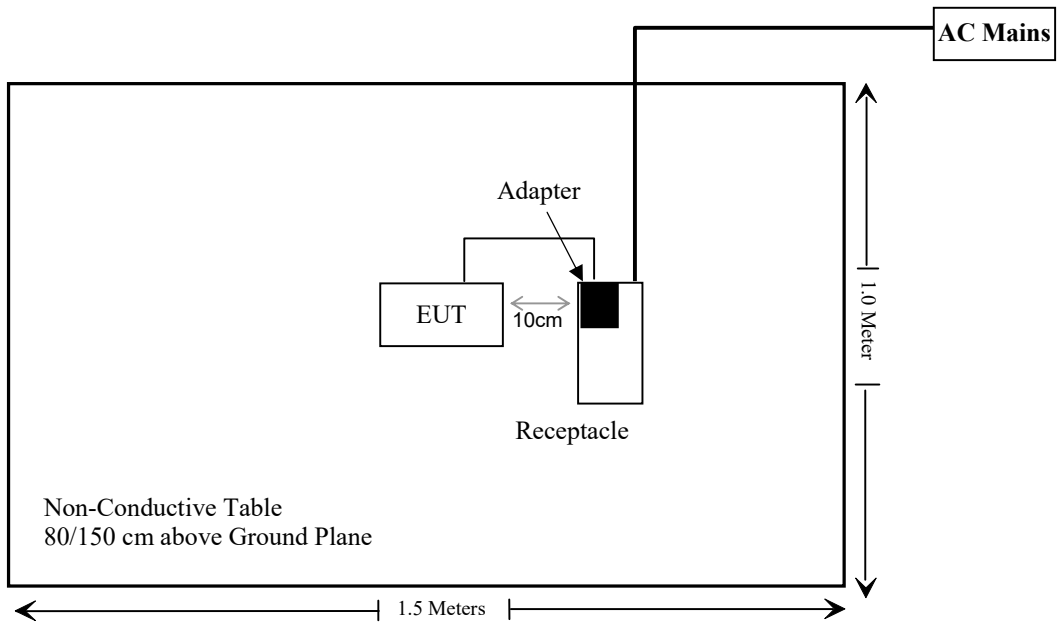 AC Mains
Adapter
EUT
10cm
1.0 Meter
Receptacle
Non-Conductive Table
80/150 cm above Ground Plane
1.5 Meters